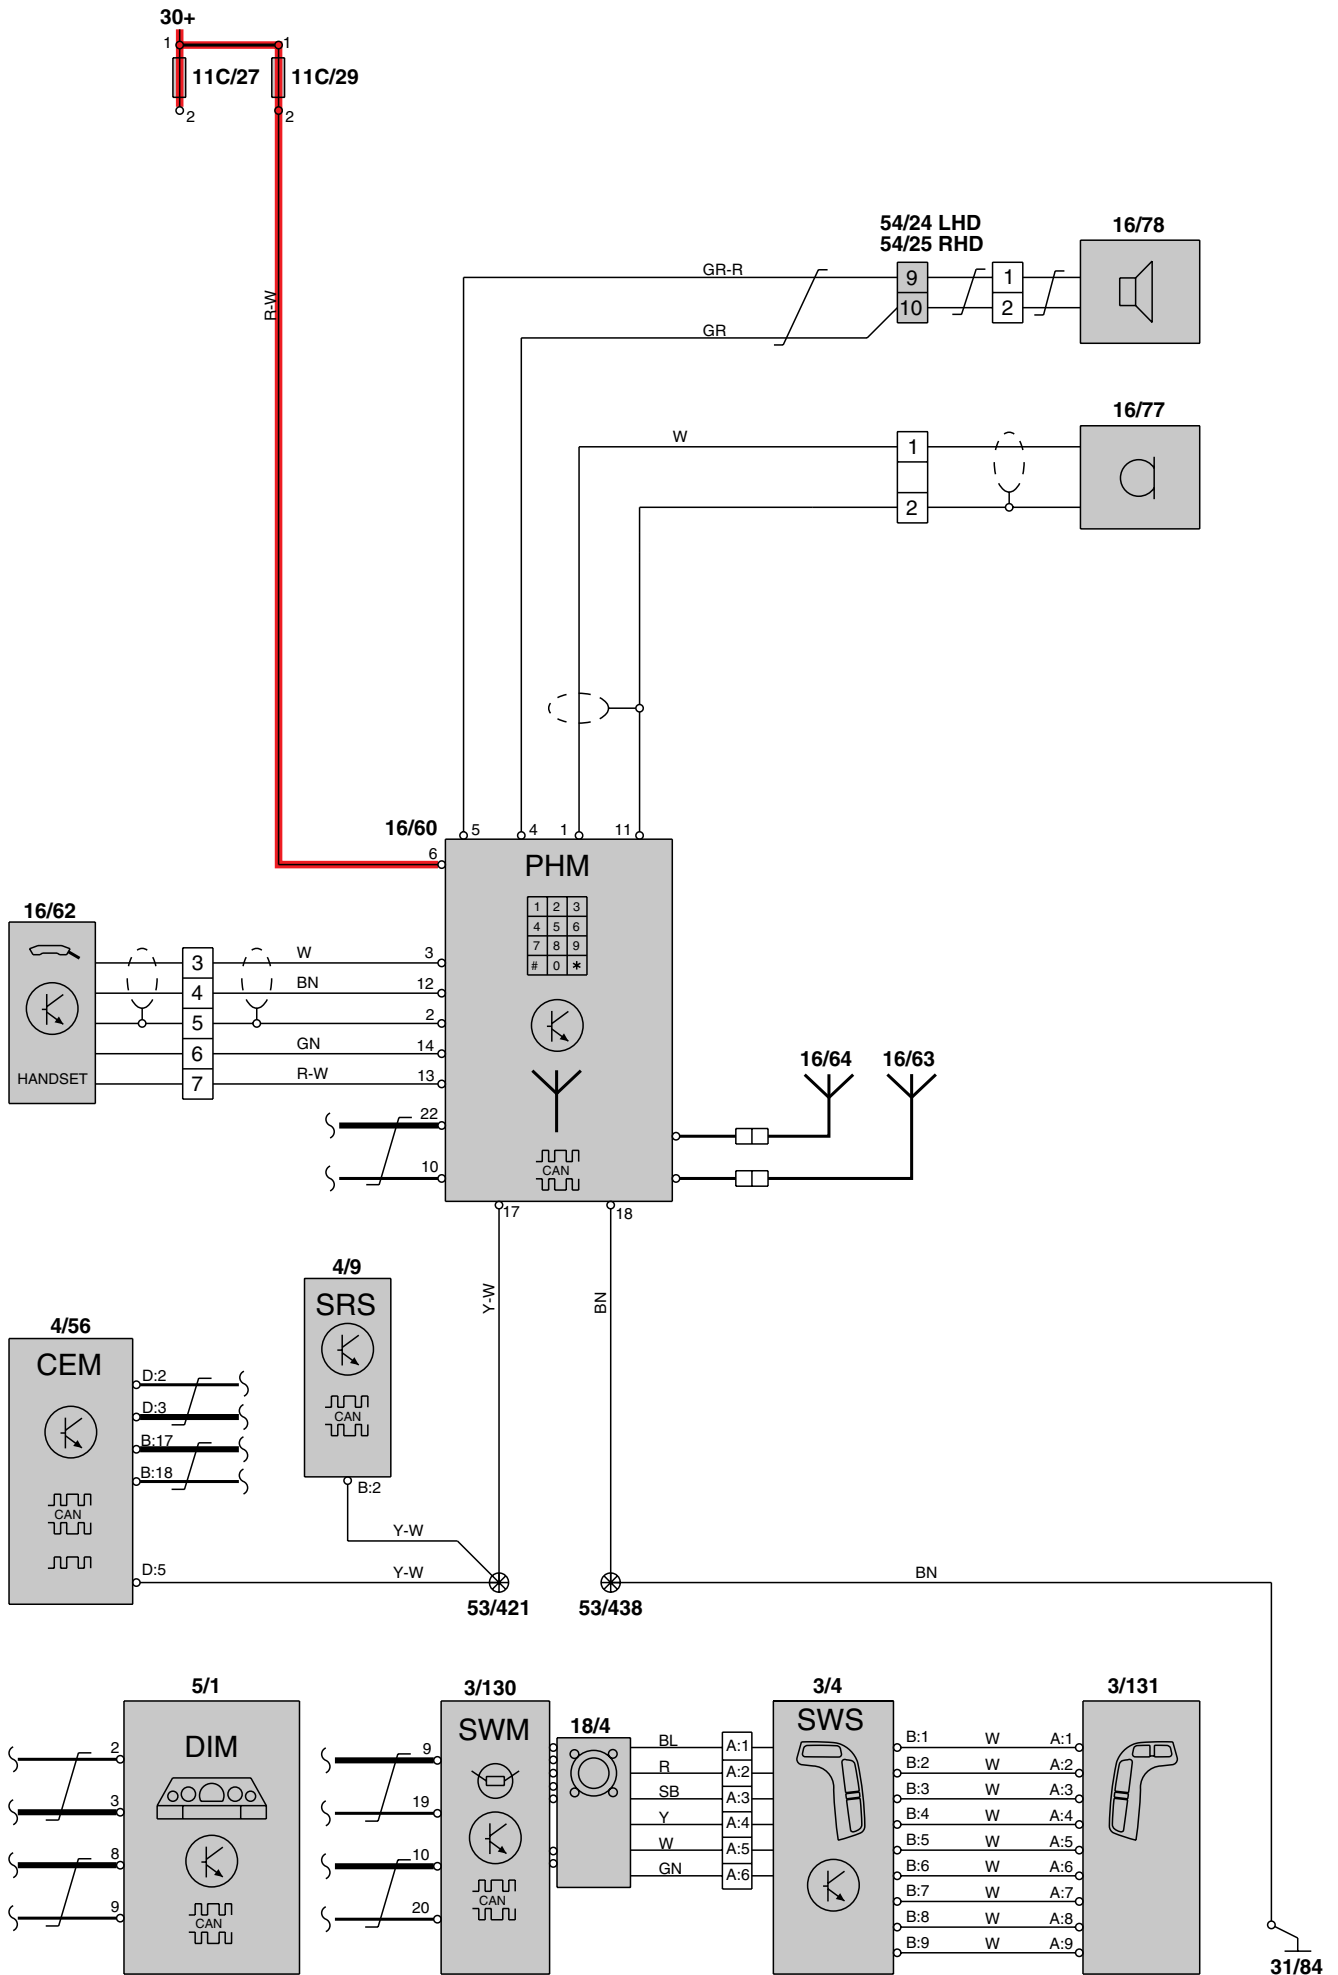 30+
1 1
11C/27 11C/29
2 2
R-W
54/24 LHD
54/25 RHD
16/78
GR-R 9 1
GR 10 2
16/77
W 1
2
16/60 5 4 1 11
6
PHM
1 2 3
4 5 6
7 8 9
# 0 *
16/62
3 W 3
4 BN 12
5 2
6 GN 14
HANDSET 7 R-W 13
22
10
CAN
16/64 16/63
17 18
Y-W BN
4/9
SRS
CAN
B:2
4/56
CEM
D:2
D:3
B:17
B:18
CAN
D:5
Y-W
Y-W
BN
53/421 53/438
5/1
DIM
2
3
8
9
CAN
3/130
SWM
9
19
10
20
CAN
18/4
BL A:1
R A:2
SB A:3
Y A:4
W A:5
GN A:6
3/4
SWS
3/131
B:1 W A:1
B:2 W A:2
B:3 W A:3
B:4 W A:4
B:5 W A:5
B:6 W A:6
B:7 W A:7
B:8 W A:8
B:9 W A:9
31/84